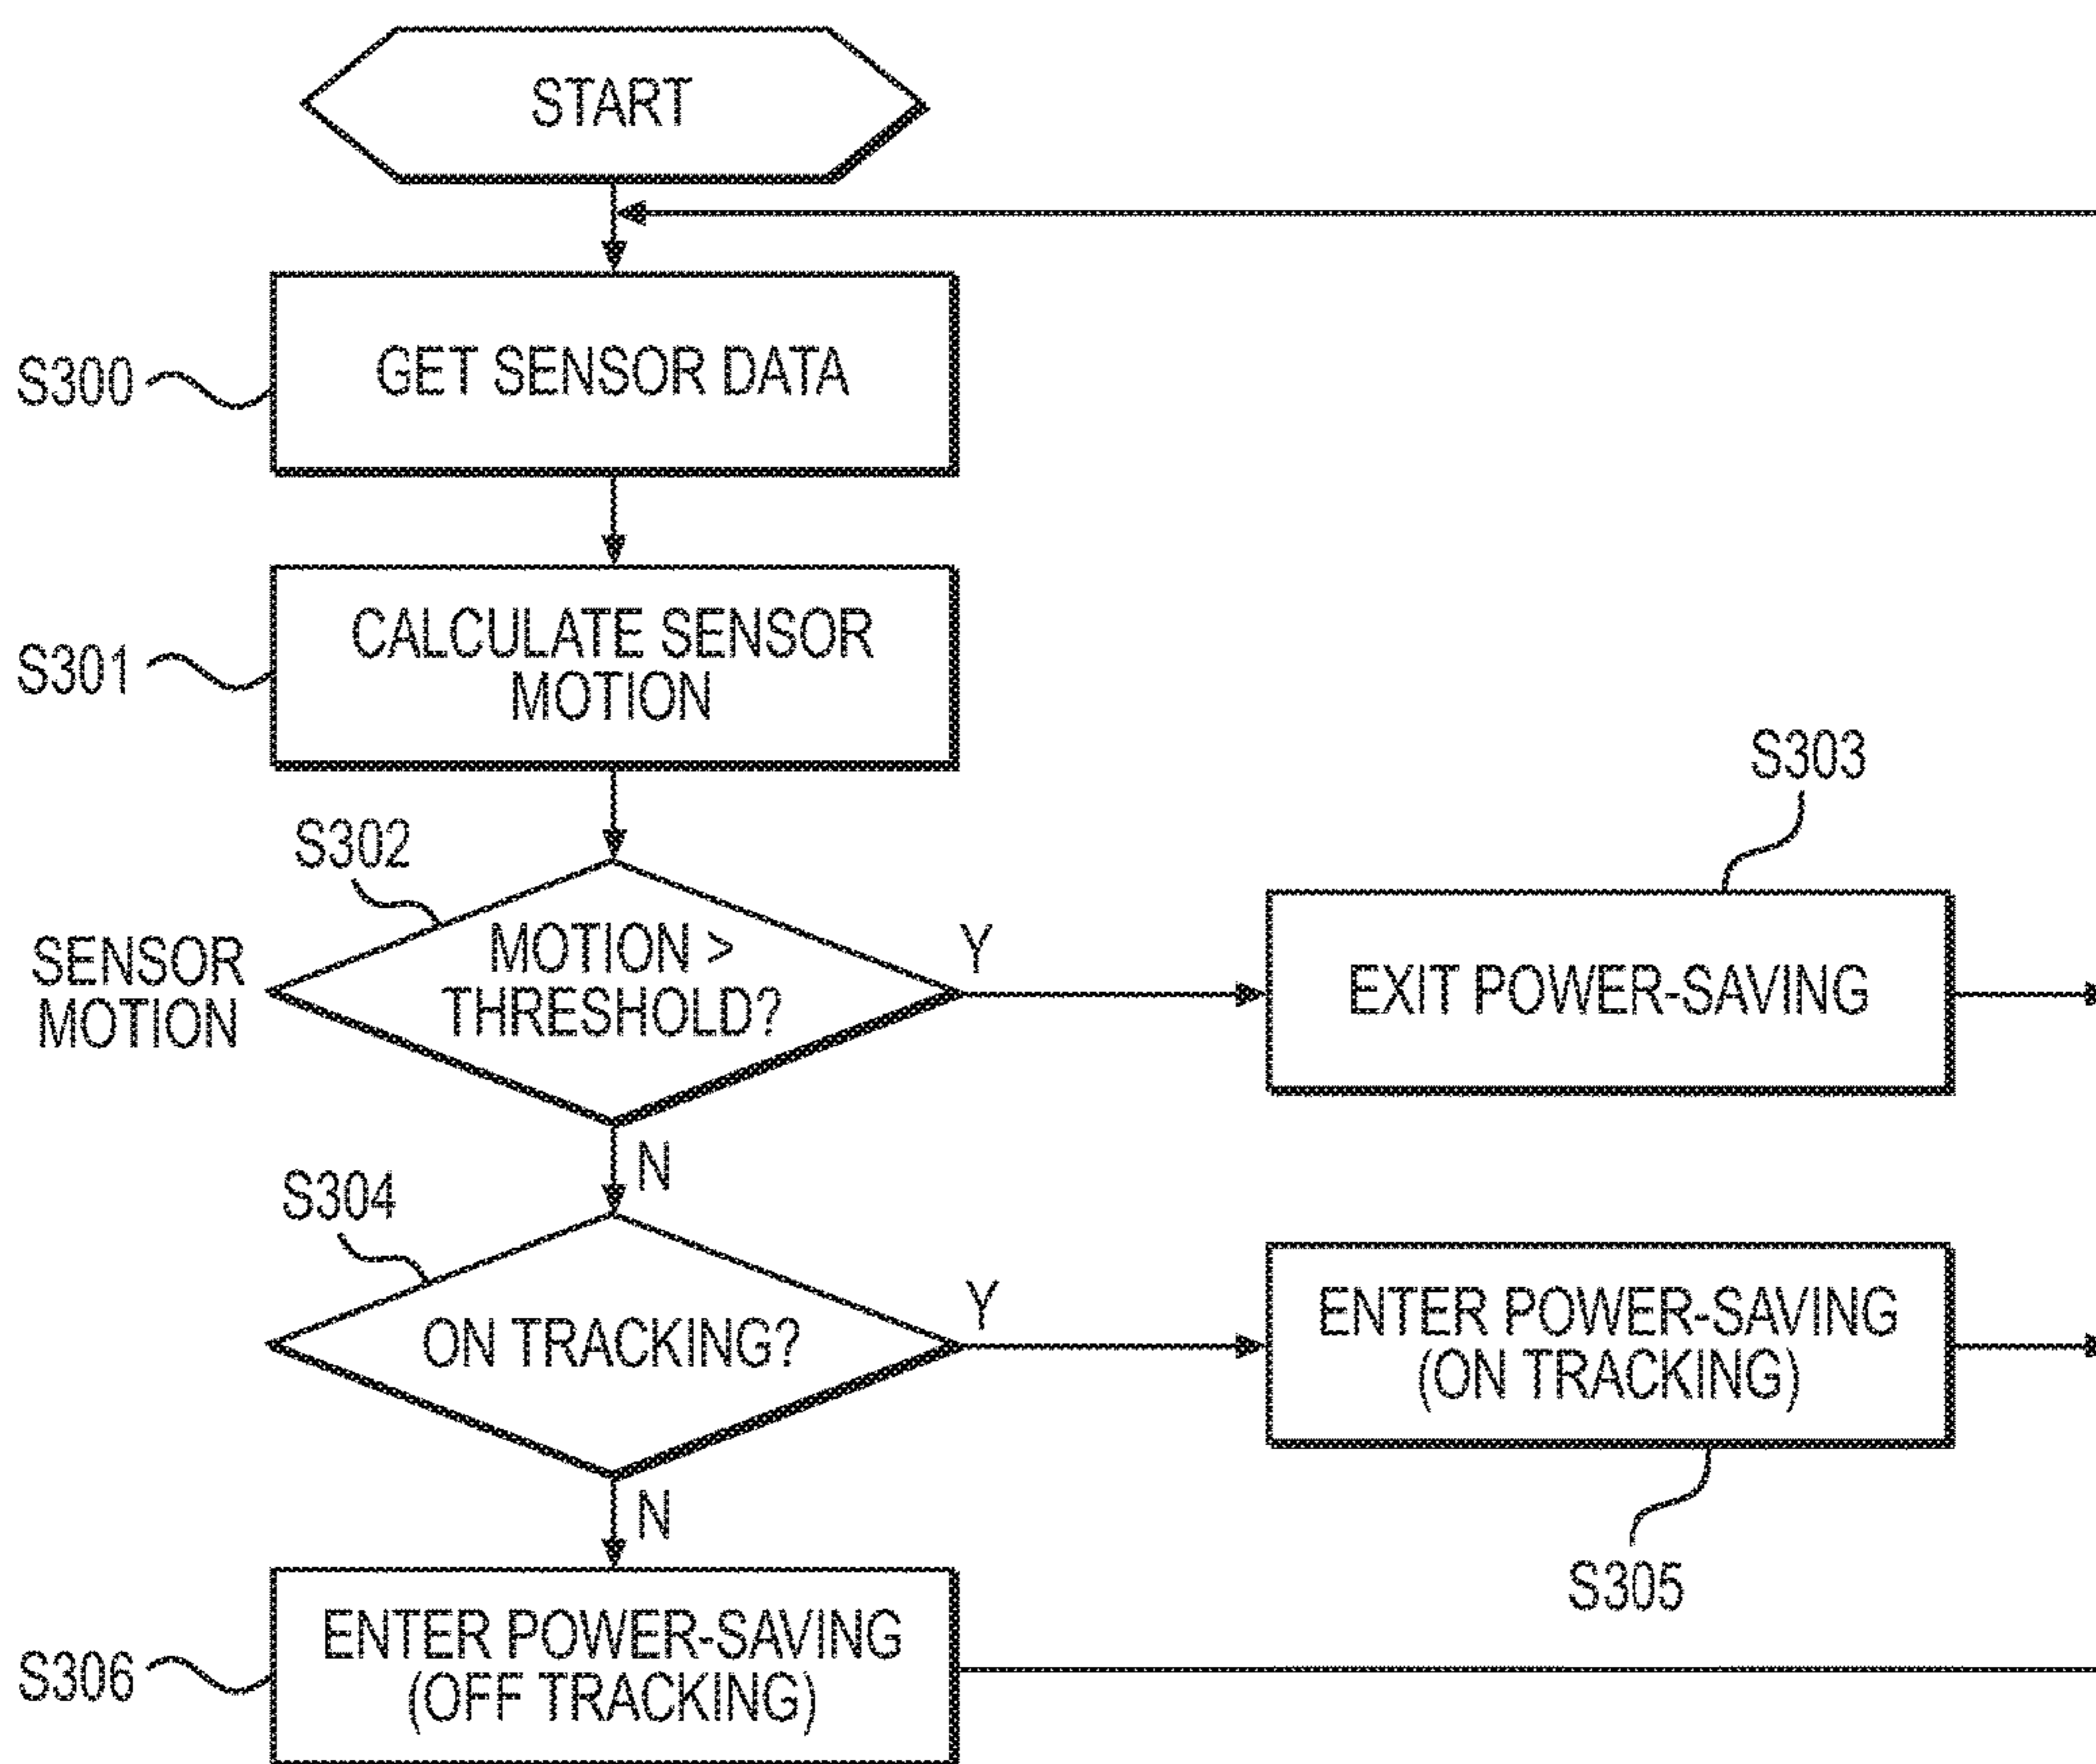 START
S300
GET SENSOR DATA
S301
CALCULATE SENSOR
MOTION
S302
SENSOR
MOTION
MOTION >
THRESHOLD?
Y
S303
EXIT POWER-SAVING
N
S304
ON TRACKING?
Y
ENTER POWER-SAVING
(ON TRACKING)
S305
N
S306
ENTER POWER-SAVING
(OFF TRACKING)